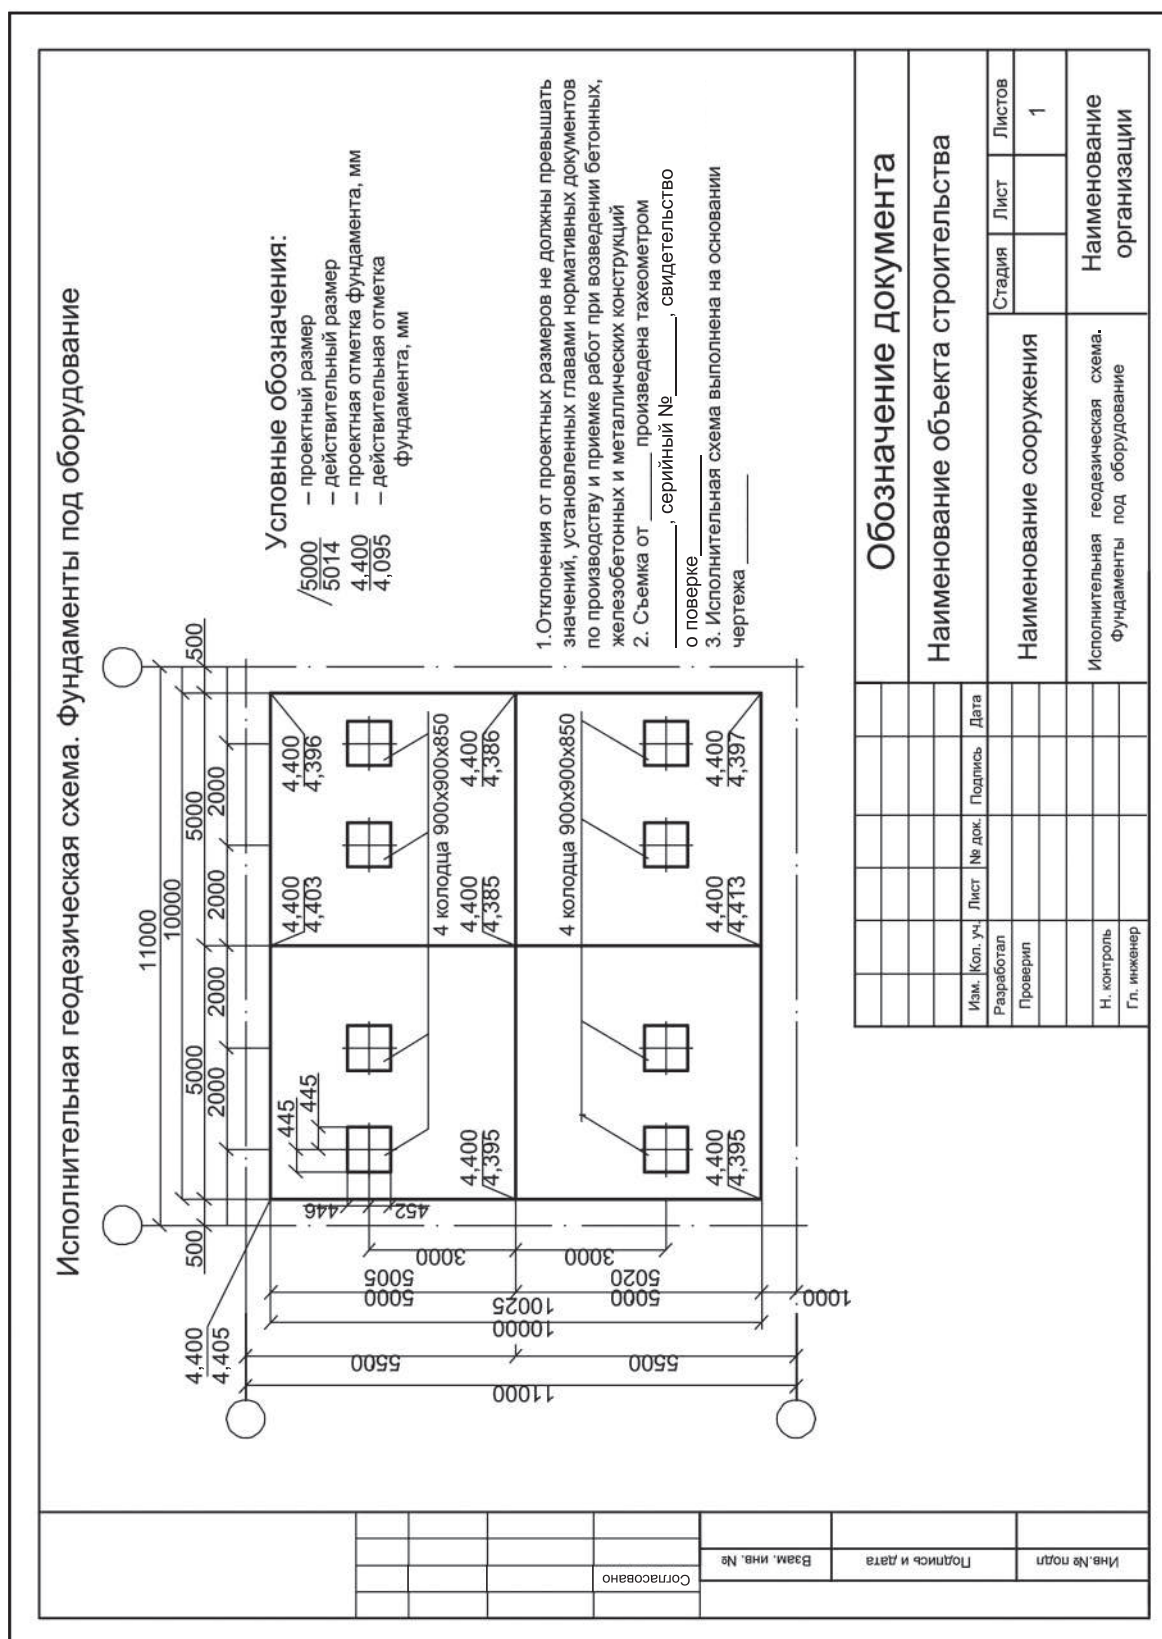 Исполнительная геодезическая схема. Фундаменты под оборудование
11000
10000
500
5000
5000
500
2000
2000
2000
2000
4,400
4,405
4,400
4,403
4,400
4,396
445
445
446
452
4 колодца 900х900х850
4,400
4,395
4,400
4,385
4,400
4,386
4 колодца 900х900х850
4,400
4,395
4,400
4,413
4,400
4,397
3000
3000
5005
5000
5020
5000
10025
10000
1000
5500
5500
11000
Условные обозначения:
5000 – проектный размер
5014 – действительный размер
4,400 – проектная отметка фундамента, мм
4,095 – действительная отметка
фундамента, мм
1.Отклонения от проектных размеров не должны превышать
значений, установленных главами нормативных документов
по производству и приемке работ при возведении бетонных,
железобетонных и металлических конструкций
2. Съемка от ______ произведена тахеометром
________, серийный № ______, свидетельство
о поверке________
3. Исполнительная схема выполнена на основании
чертежа ________
Обозначение документа
Наименование объекта строительства
Изм. Кол. уч. Лист № док. Подпись Дата
Разработал
Проверил
Н. контроль
Гл. инженер
Наименование сооружения
Стадия Лист Листов
1
Исполнительная геодезическая схема.
Фундаменты под оборудование
Наименование
организации
Согласовано
Взам. инв. №
Подпись и дата
Инв.№ подп